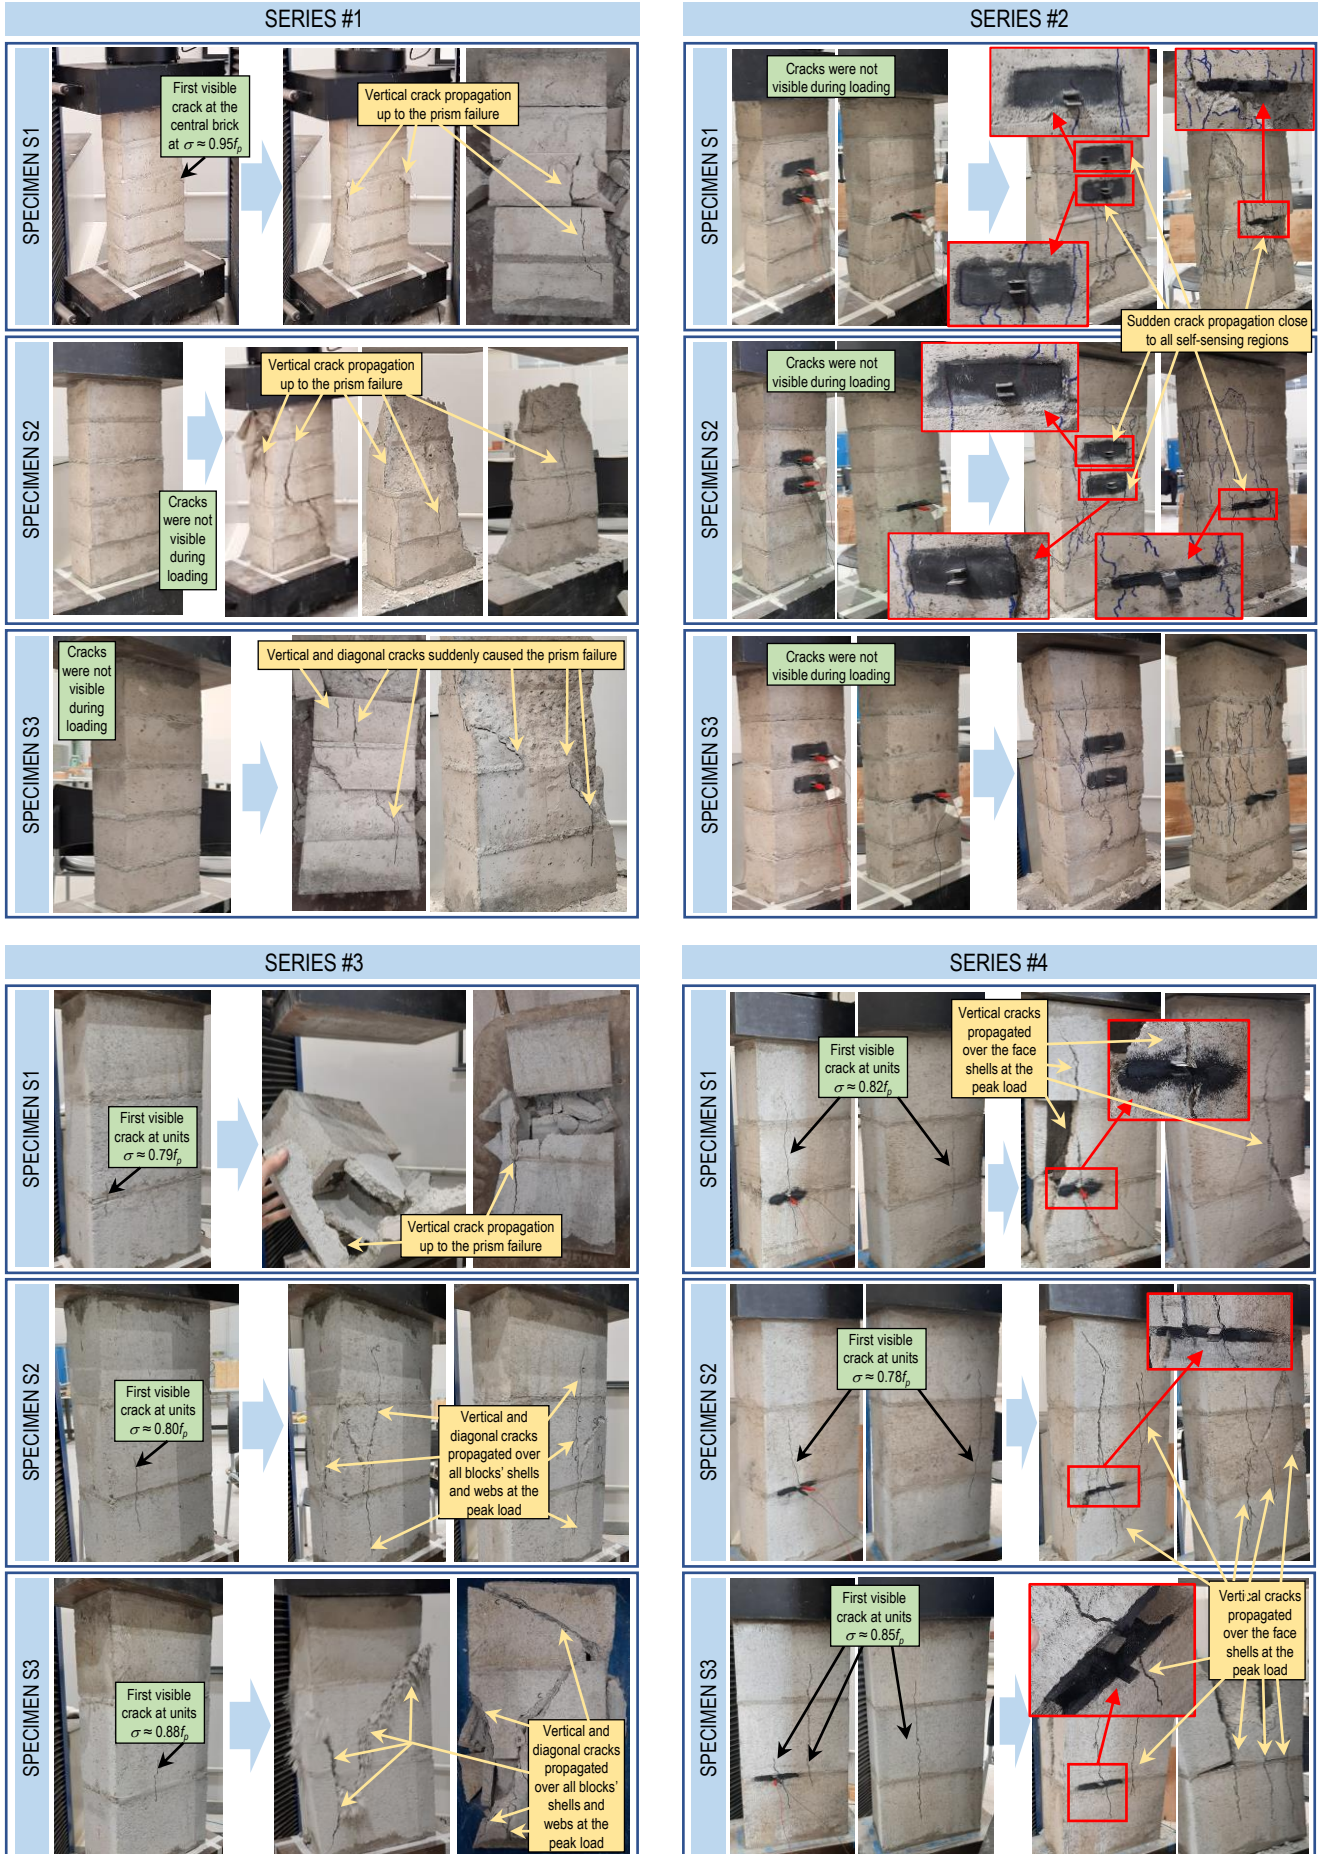 SERIES #1
SPECIMEN S1
First visible
crack at the
central brick
at σ ≈ 0.95fp
Vertical crack propagation
up to the prism failure
SPECIMEN S2
Cracks
were not
visible
during
loading
Vertical crack propagation
up to the prism failure
SPECIMEN S3
Cracks
were not
visible
during
loading
Vertical and diagonal cracks suddenly caused the prism failure
SERIES #2
SPECIMEN S1
Cracks were not
visible during loading
Sudden crack propagation close
to all self-sensing regions
SPECIMEN S2
Cracks were not
visible during loading
SPECIMEN S3
Cracks were not
visible during loading
SERIES #3
SPECIMEN S1
First visible
crack at units
σ ≈ 0.79fp
Vertical crack propagation
up to the prism failure
SPECIMEN S2
First visible
crack at units
σ ≈ 0.80fp
Vertical and
diagonal cracks
propagated over
all blocks' shells
and webs at the
peak load
SPECIMEN S3
First visible
crack at units
σ ≈ 0.88fp
Vertical and
diagonal cracks
propagated
over all blocks'
shells and
webs at the
peak load
SERIES #4
SPECIMEN S1
First visible
crack at units
σ ≈ 0.82fp
Vertical cracks
propagated
over the face
shells at the
peak load
SPECIMEN S2
First visible
crack at units
σ ≈ 0.78fp
SPECIMEN S3
First visible
crack at units
σ ≈ 0.85fp
Vertical cracks
propagated
over the face
shells at the
peak load